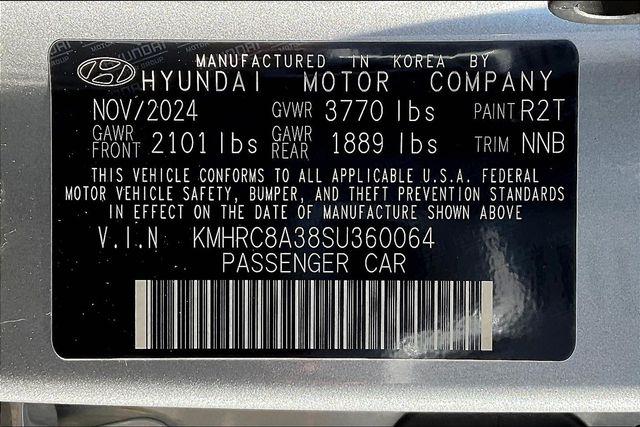 MANUFACTURED IN KOREA BY
HYUNDAI MOTOR COMPANY
NOV/2024 GVWR 3770 lbs PAINT R2T
GAWR FRONT 2101 lbs GAWR REAR 1889 lbs TRIM NNB
THIS VEHICLE CONFORMS TO ALL APPLICABLE U.S.A. FEDERAL
MOTOR VEHICLE SAFETY, BUMPER, AND THEFT PREVENTION STANDARDS
IN EFFECT ON THE DATE OF MANUFACTURE SHOWN ABOVE
V.I.N KMHRC8A38SU360064
PASSENGER CAR